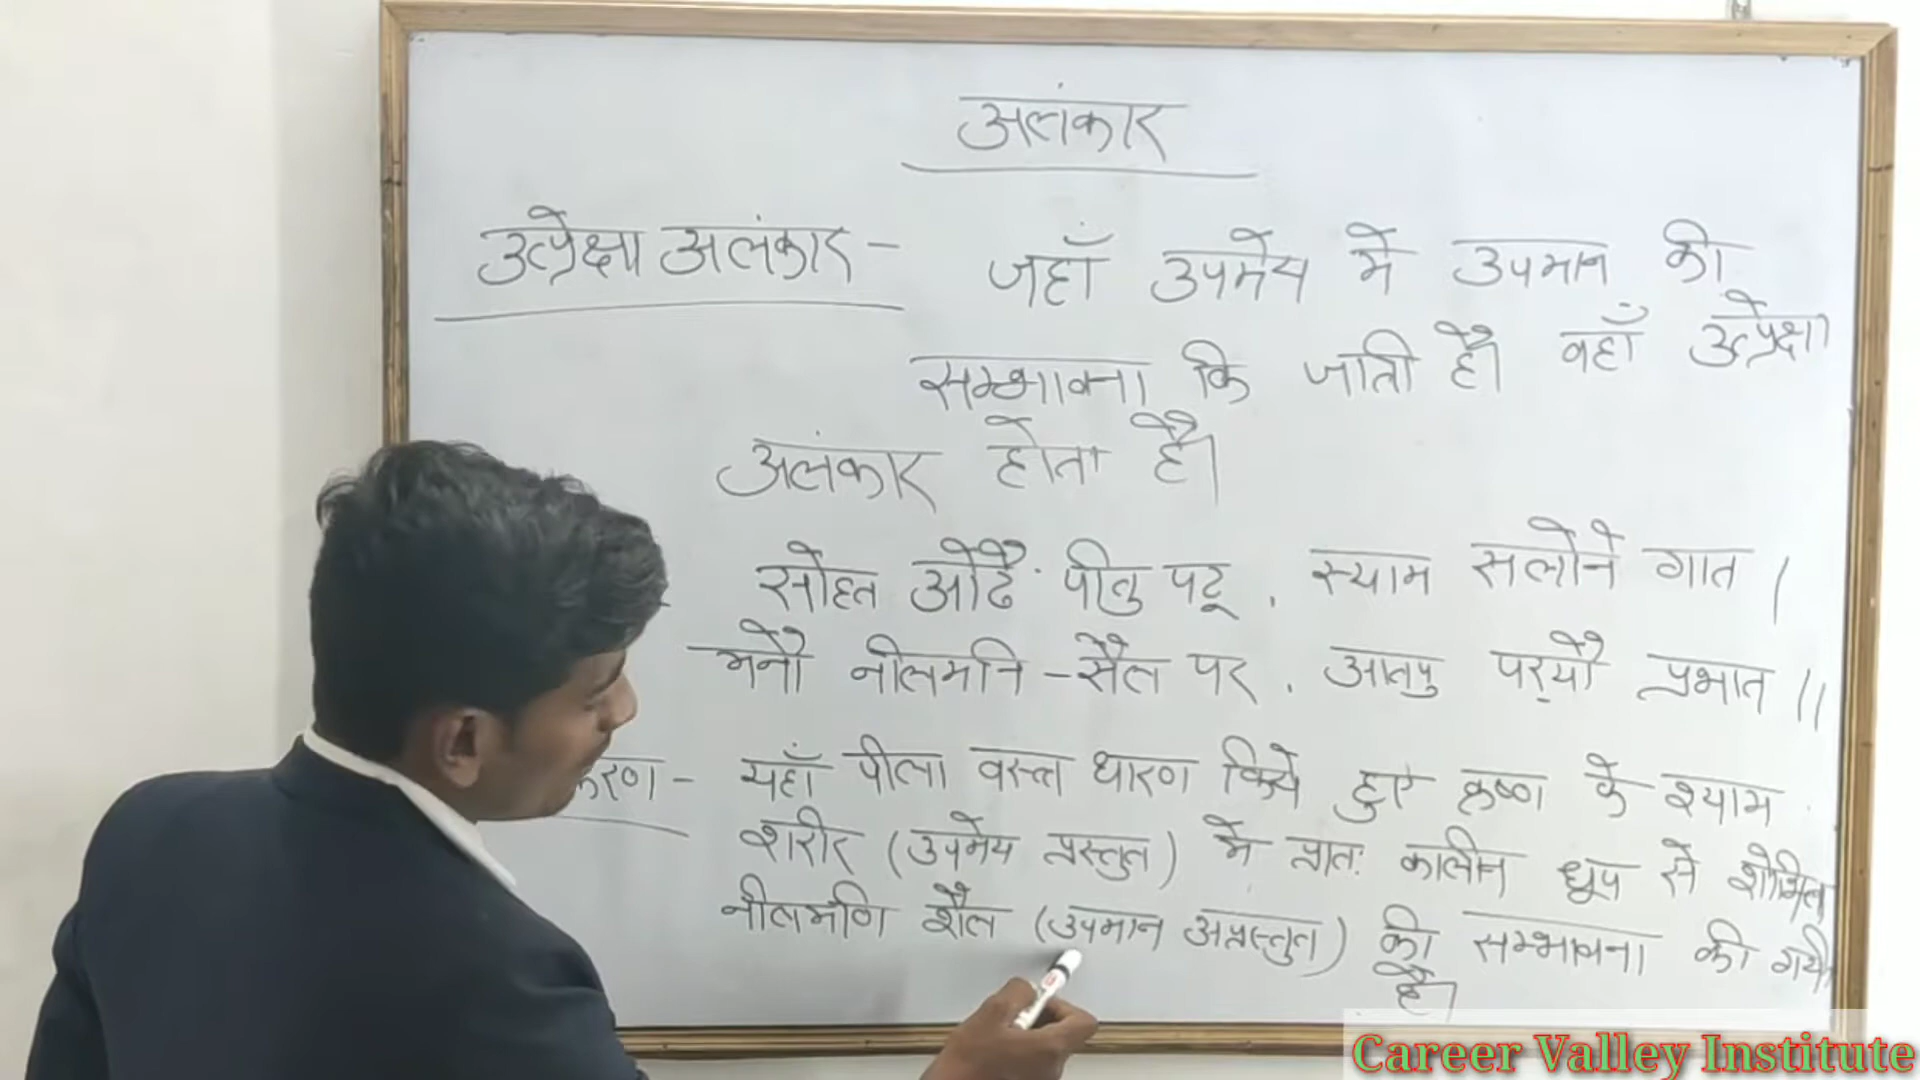 अलंकार
उत्प्रेक्षा अलंकार - जहाँ उपमेय मे उपमान की
सम्भावना कि जाती है। वहाँ उत्प्रेक्षा
अलंकार होता है।
सोहत ओढैं पीतु पटू, स्याम सलोने गात।
मनौ नीलमनि-सैल पर, आतपु पर्‌यौ प्रभात॥
करण- यहाँ पीला वस्त्र धारण किये हुए कृष्ण के श्याम
शरीर (उपमेय प्रस्तुत) मे प्रातः कालीन धूप से शोभित
नीलमणि शैल (उपमान अप्रस्तुत) की सम्भावना की गयी
है।
Career Valley Institute